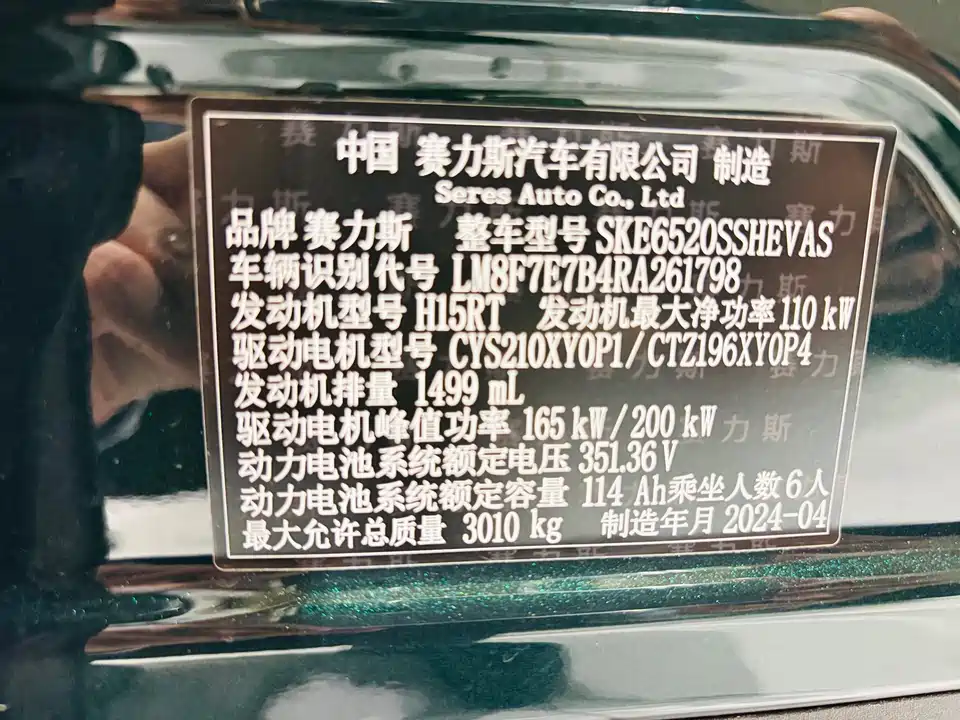 中国 赛力斯汽车有限公司 制造
Seres Auto Co., Ltd
品牌 赛力斯 整车型号 SKE6520SSHEVAS
车辆识别代号 LM8F7E7B4RA261798
发动机型号 H15RT 发动机最大净功率 110 kW
驱动电机型号 CYS210XY0P1/CTZ196XY0P4
发动机排量 1499 mL
驱动电机峰值功率 165 kW/200 kW
动力电池系统额定电压 351.36 V
动力电池系统额定容量 114 Ah 乘坐人数 6人
最大允许总质量 3010 kg 制造年月 2024-04